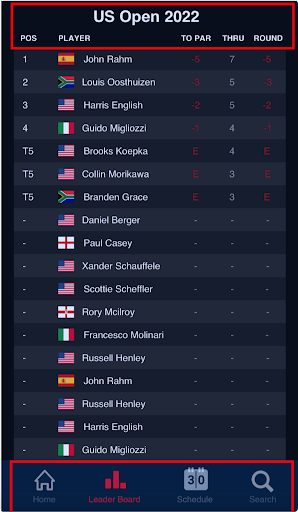 US Open 2022
POS PLAYER TO PAR THRU ROUND
1 John Rahm -5 7 -5
2 Louis Oosthuizen -3 5 -3
3 Harris English -2 5 -2
4 Guido Migliozzi -1 4 -1
T5 Brooks Koepka E 4 E
T5 Collin Morikawa E 3 E
T5 Branden Grace E 3 E
- Daniel Berger - - -
- Paul Casey - - -
- Xander Schauffele - - -
- Scottie Scheffler - - -
- Rory Mcilroy - - -
- Francesco Molinari - - -
- Russell Henley - - -
- John Rahm - - -
- Russell Henley - - -
- Harris English - - -
- Guido Migliozzi - - -
30
Home Leader Board Schedule Search